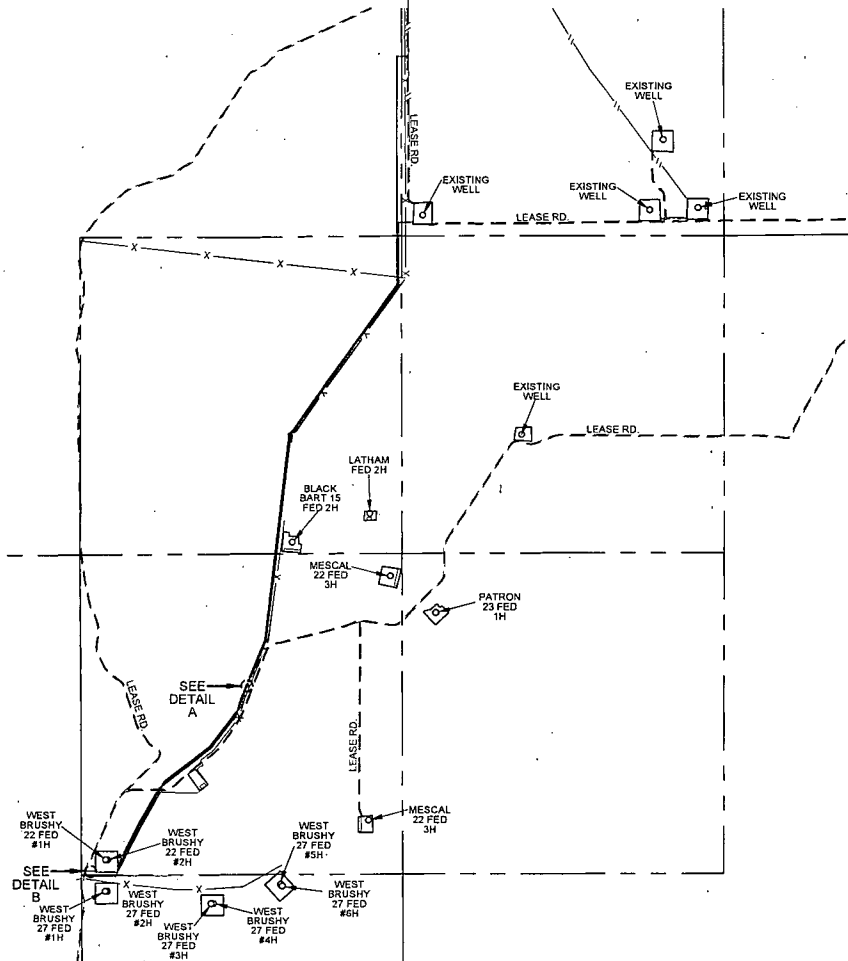 EXISTING
WELL
LEASE RD.
EXISTING
WELL
EXISTING
WELL
EXISTING
WELL
LEASE RD.
EXISTING
WELL
LEASE RD.
LATHAM
FED 2H
BLACK
BART 15
FED 2H
MESCAL
22 FED
3H
PATRON
23 FED
1H
SEE
DETAIL
A
LEASE RD.
LEASE RD.
MESCAL
22 FED
3H
WEST
BRUSHY
22 FED
#1H
WEST
BRUSHY
22 FED
#2H
WEST
BRUSHY
27 FED
#5H
SEE
DETAIL
B
WEST
BRUSHY
27 FED
#1H
WEST
BRUSHY
27 FED
#2H
WEST
BRUSHY
27 FED
#3H
WEST
BRUSHY
27 FED
#4H
WEST
BRUSHY
27 FED
#6H